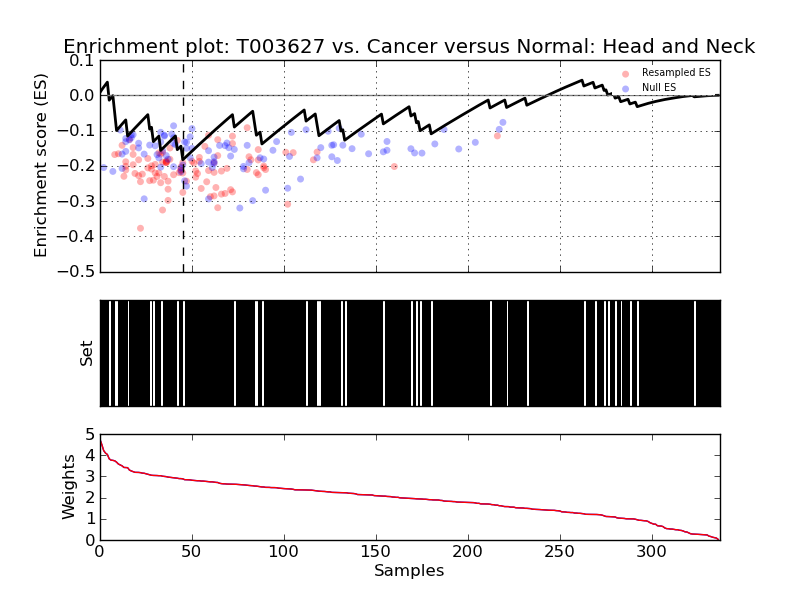 Enrichment plot: T003627 vs. Cancer versus Normal: Head and Neck
Enrichment score (ES)
0.1
0.0
−0.1
−0.2
−0.3
−0.4
−0.5
Resampled ES
Null ES
Set
Weights
5
4
3
2
1
0
0 50 100 150 200 250 300
Samples